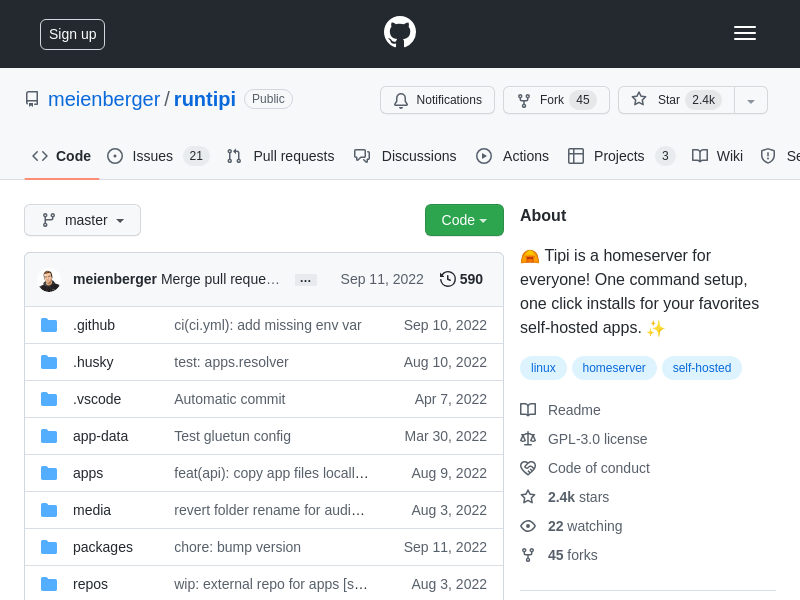 Sign up
meienberger / runtipi Public
Notifications Fork 45 Star 2.4k
Code Issues 21 Pull requests Discussions Actions Projects 3 Wiki Se
master Code
meienberger Merge pull reque… ... Sep 11, 2022 590
.github ci(ci.yml): add missing env var Sep 10, 2022
.husky test: apps.resolver Aug 10, 2022
.vscode Automatic commit Apr 7, 2022
app-data Test gluetun config Mar 30, 2022
apps feat(api): copy app files locall… Aug 9, 2022
media revert folder rename for audi… Aug 3, 2022
packages chore: bump version Sep 11, 2022
repos wip: external repo for apps [s… Aug 3, 2022
About
Tipi is a homeserver for
everyone! One command setup,
one click installs for your favorites
self-hosted apps. ✨
linux homeserver self-hosted
Readme
GPL-3.0 license
Code of conduct
2.4k stars
22 watching
45 forks